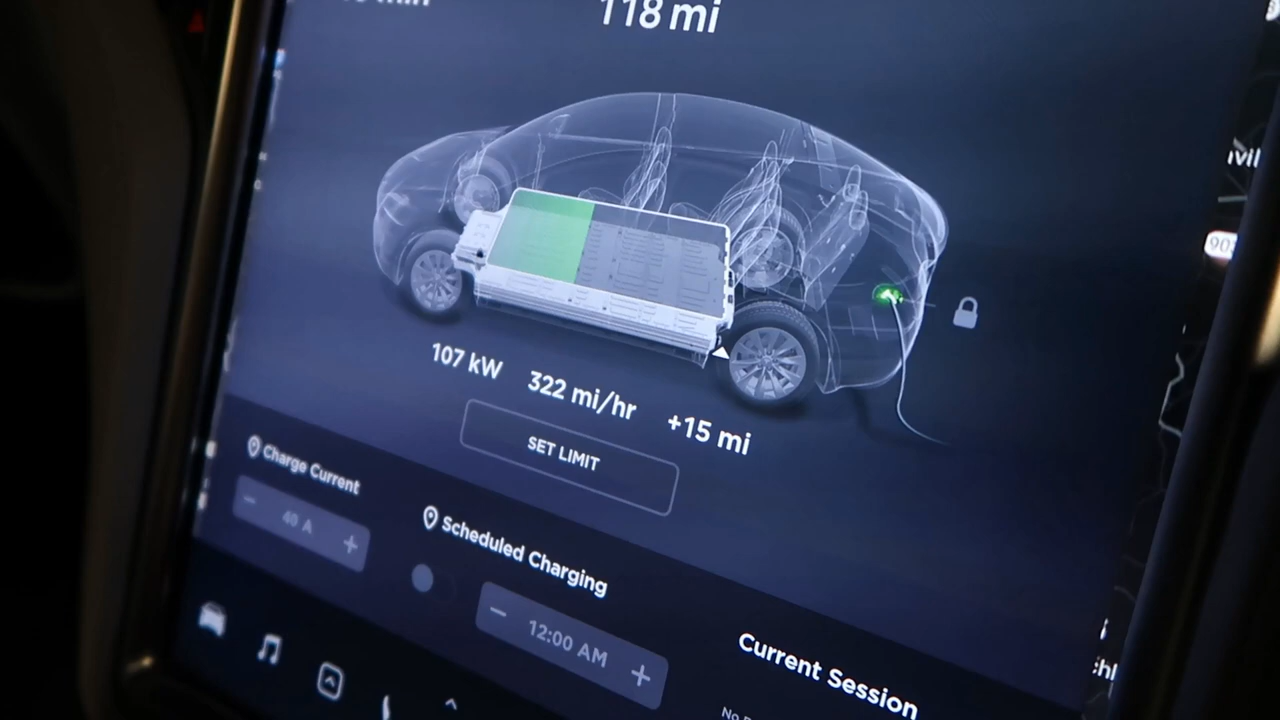 min
118 mi
107 kW 322 mi/hr +15 mi
SET LIMIT
Charge Current
− 40 A +
Scheduled Charging
− 12:00 AM +
Current Session